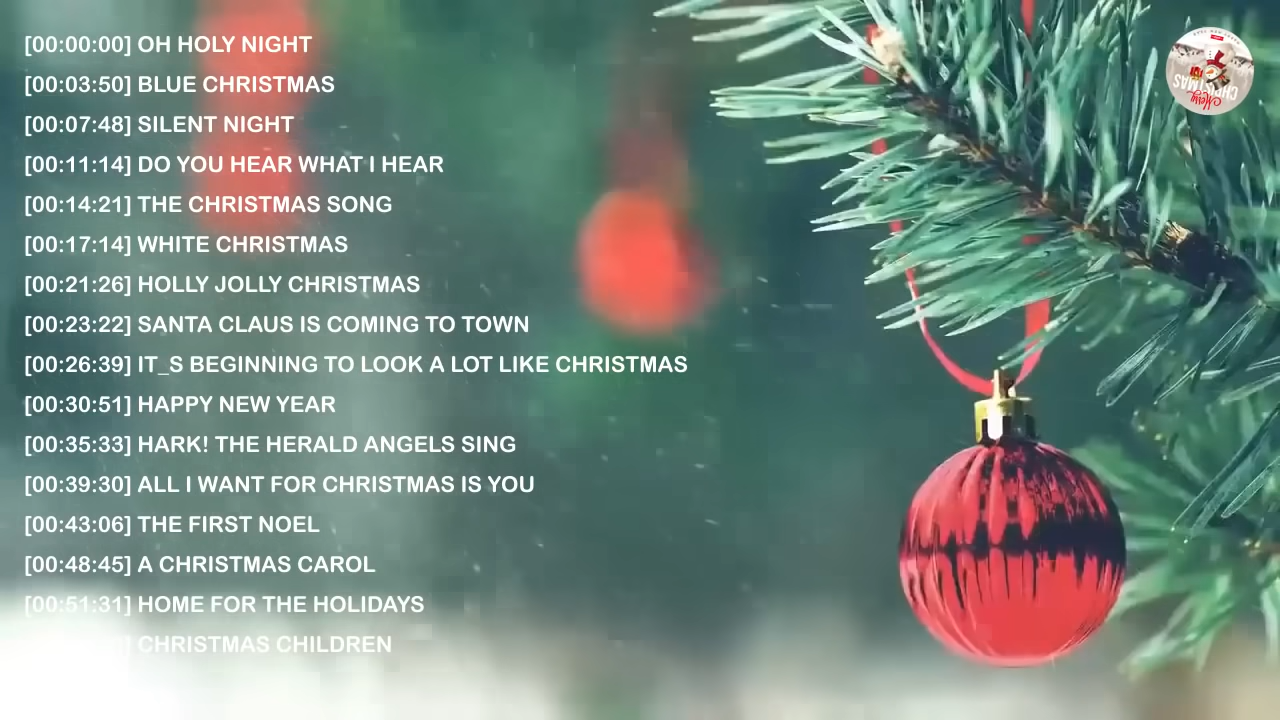 [00:00:00] OH HOLY NIGHT
[00:03:50] BLUE CHRISTMAS
[00:07:48] SILENT NIGHT
[00:11:14] DO YOU HEAR WHAT I HEAR
[00:14:21] THE CHRISTMAS SONG
[00:17:14] WHITE CHRISTMAS
[00:21:26] HOLLY JOLLY CHRISTMAS
[00:23:22] SANTA CLAUS IS COMING TO TOWN
[00:26:39] IT_S BEGINNING TO LOOK A LOT LIKE CHRISTMAS
[00:30:51] HAPPY NEW YEAR
[00:35:33] HARK! THE HERALD ANGELS SING
[00:39:30] ALL I WANT FOR CHRISTMAS IS YOU
[00:43:06] THE FIRST NOEL
[00:48:45] A CHRISTMAS CAROL
[00:51:31] HOME FOR THE HOLIDAYS
CHRISTMAS CHILDREN
Merry
CHRISTMAS